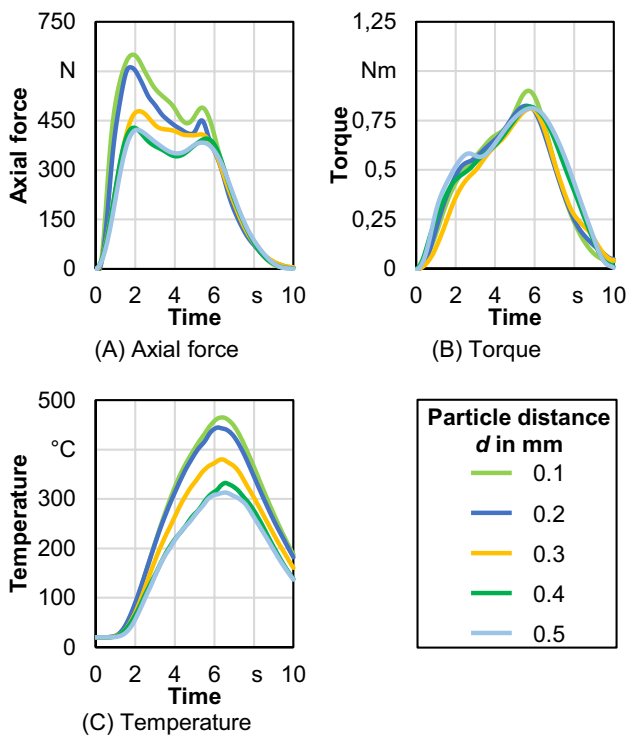 750
N
450
300
150
0
Axial force
0 2 4 6 s 10
Time
(A) Axial force
1,25
Nm
0,75
0,5
0,25
0
Torque
0 2 4 6 s 10
Time
(B) Torque
500
°C
300
200
100
0
Temperature
0 2 4 6 s 10
Time
(C) Temperature
Particle distance
d in mm
0.1
0.2
0.3
0.4
0.5